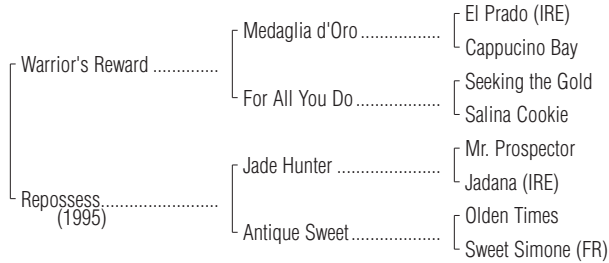 El Prado (IRE)
Medaglia d'Oro ..................
Cappucino Bay
Warrior's Reward ..............
Seeking the Gold
For All You Do...................
Salina Cookie
Mr. Prospector
Jade Hunter ......................
Jadana (IRE)
Repossess.........................
(1995)
Olden Times
Antique Sweet....................
Sweet Simone (FR)